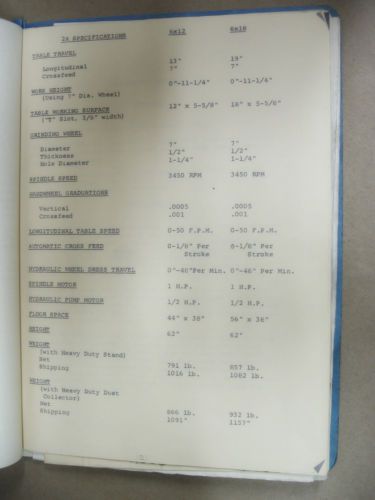 2a SPECIFICATIONS 6x12 6x18
TABLE TRAVEL
Longitudinal 13" 19"
Crossfeed 7" 7"
WORK HEIGHT 0"-11-1/4" 0"-11-1/4"
(Using 7" Dia. Wheel)
TABLE WORKING SURFACE 12" x 5-5/8" 18" x 5-5/8"
("T" Slot, 3/8" width)
GRINDING WHEEL
Diameter 7" 7"
Thickness 1/2" 1/2"
Hole Diameter 1-1/4" 1-1/4"
SPINDLE SPEED 3450 RPM 3450 RPM
HANDWHEEL GRADUATIONS
Vertical .0005 .0005
Crossfeed .001 .001
LONGITUDINAL TABLE SPEED 0-50 F.P.M. 0-50 F.P.M.
AUTOMATIC CROSS FEED 0-1/8" Per 0-1/8" Per
Stroke Stroke
HYDRAULIC WHEEL DRESS TRAVEL 0"-46"Per Min. 0"-46" Per Min.
SPINDLE MOTOR 1 H.P. 1 H.P.
HYDRAULIC PUMP MOTOR 1/2 H.P. 1/2 H.P.
FLOOR SPACE 44" x 38" 56" x 38"
HEIGHT 62" 62"
WEIGHT
(with Heavy Duty Stand)
Net 791 lb. 857 lb.
Shipping 1016 lb. 1082 lb.
WEIGHT
(with Heavy Duty Dust
Collector)
Net 866 lb. 932 lb.
Shipping 1091" 1157"